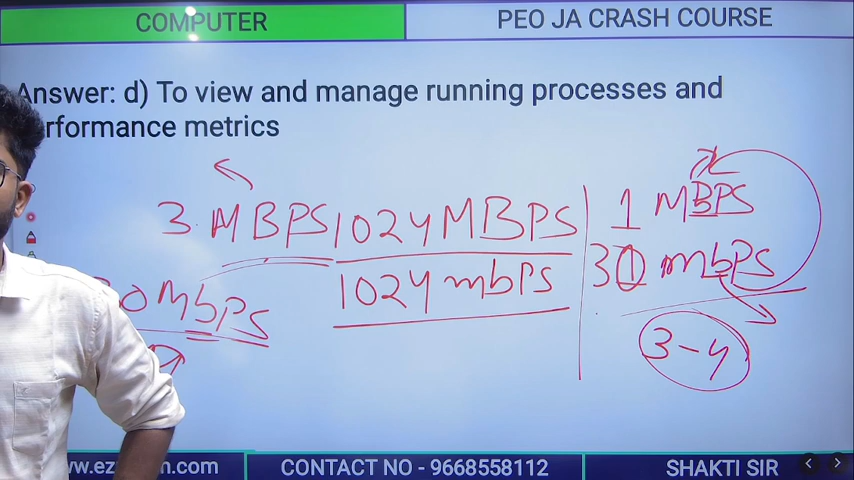 COMPUTER
PEO JA CRASH COURSE
Answer: d) To view and manage running processes and
rformance metrics
3 MBPS
1024 MBPS
1 MBPS
30 mbPS
1024 mbPS
0 MbPS
3-4
CONTACT NO - 9668558112
SHAKTI SIR